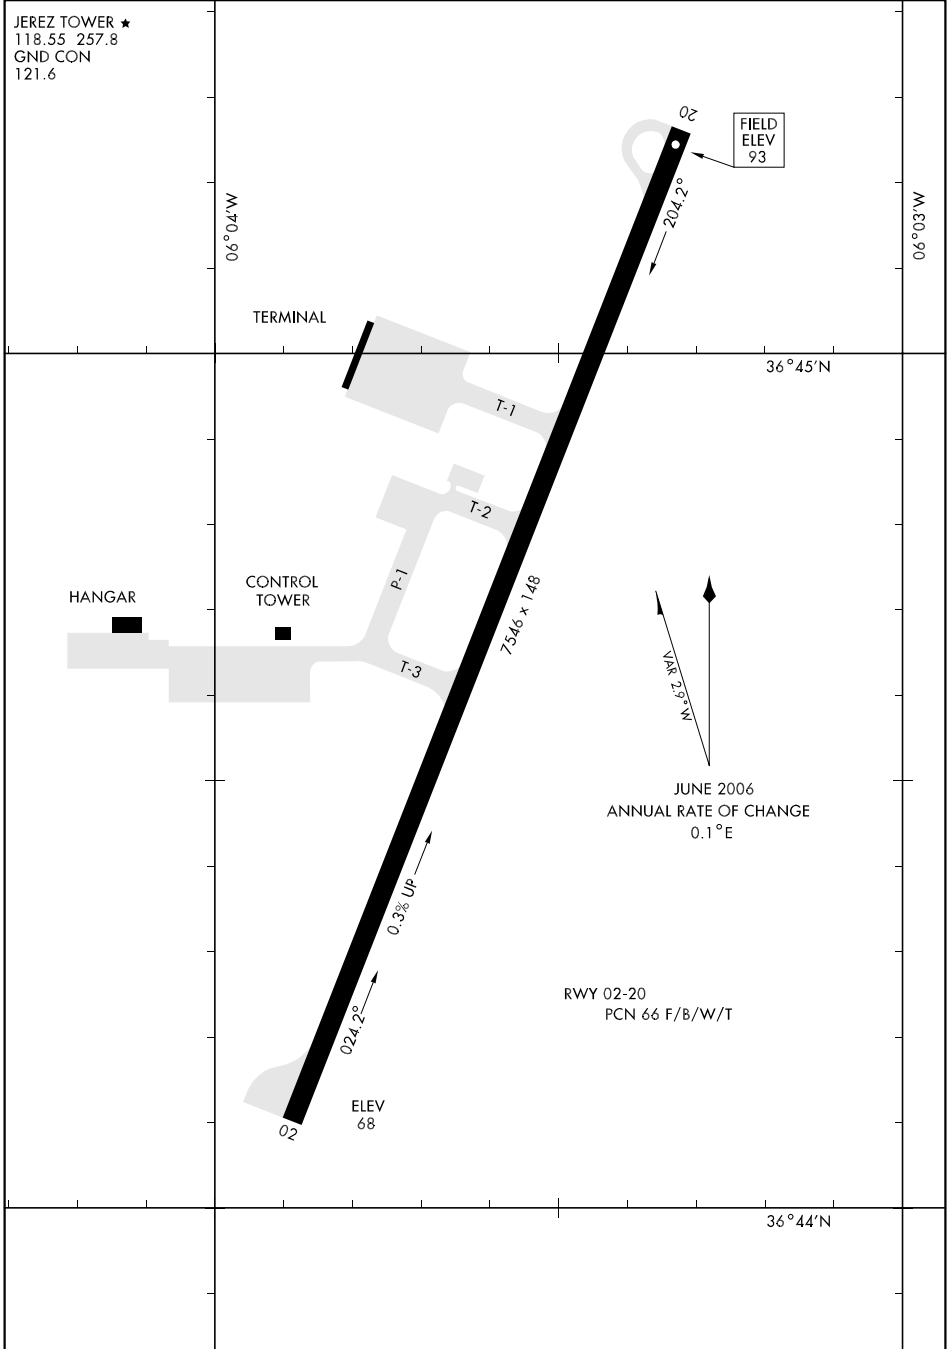 JEREZ TOWER ★
118.55 257.8
GND CON
121.6
20
FIELD
ELEV
93
204.2°
06°04'W
06°03'W
TERMINAL
36°45'N
T-1
T-2
P-1
7546 x 148
HANGAR
CONTROL
TOWER
T-3
VAR 2.9°W
JUNE 2006
ANNUAL RATE OF CHANGE
0.1°E
0.3% UP
024.2°
RWY 02-20
PCN 66 F/B/W/T
ELEV
68
02
36°44'N